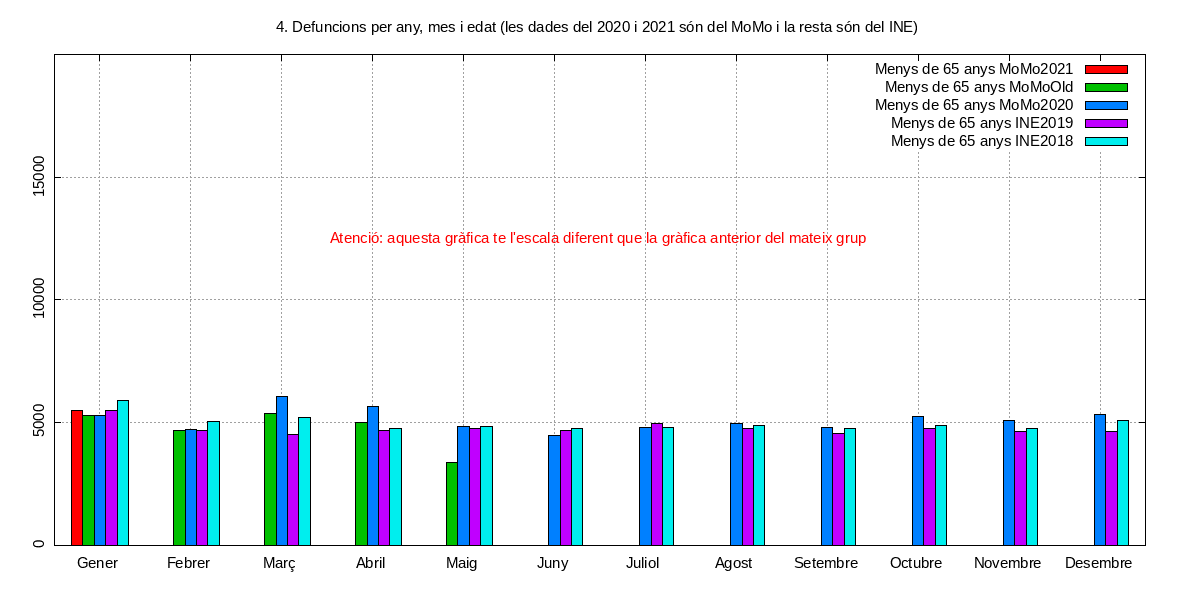 4. Defuncions per any, mes i edat (les dades del 2020 i 2021 són del MoMo i la resta són del INE)
Menys de 65 anys MoMo2021
Menys de 65 anys MoMoOld
Menys de 65 anys MoMo2020
Menys de 65 anys INE2019
Menys de 65 anys INE2018
15000
Atenció: aquesta gràfica te l'escala diferent que la gràfica anterior del mateix grup
10000
5000
0
Gener Febrer Març Abril Maig Juny Juliol Agost Setembre Octubre Novembre Desembre